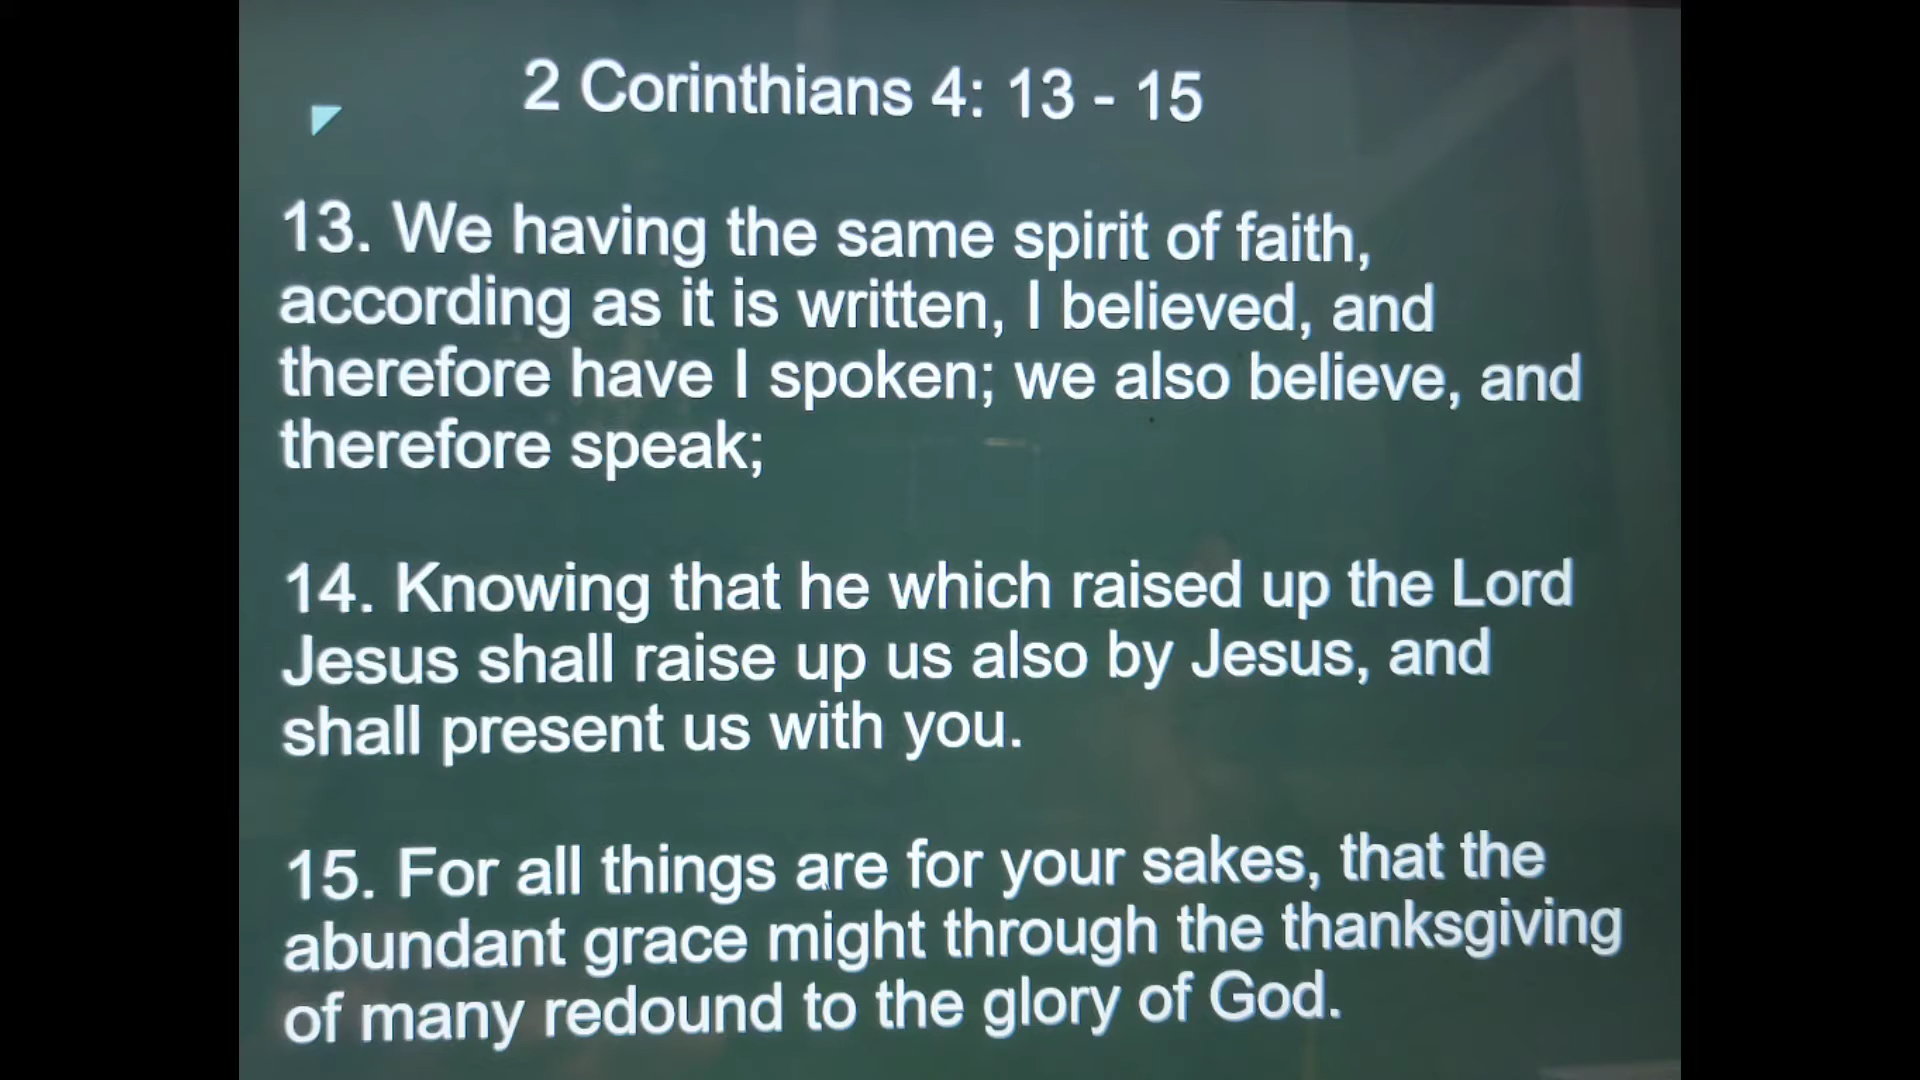 2 Corinthians 4: 13 - 15
13. We having the same spirit of faith,
according as it is written, I believed, and
therefore have I spoken; we also believe, and
therefore speak;
14. Knowing that he which raised up the Lord
Jesus shall raise up us also by Jesus, and
shall present us with you.
15. For all things are for your sakes, that the
abundant grace might through the thanksgiving
of many redound to the glory of God.